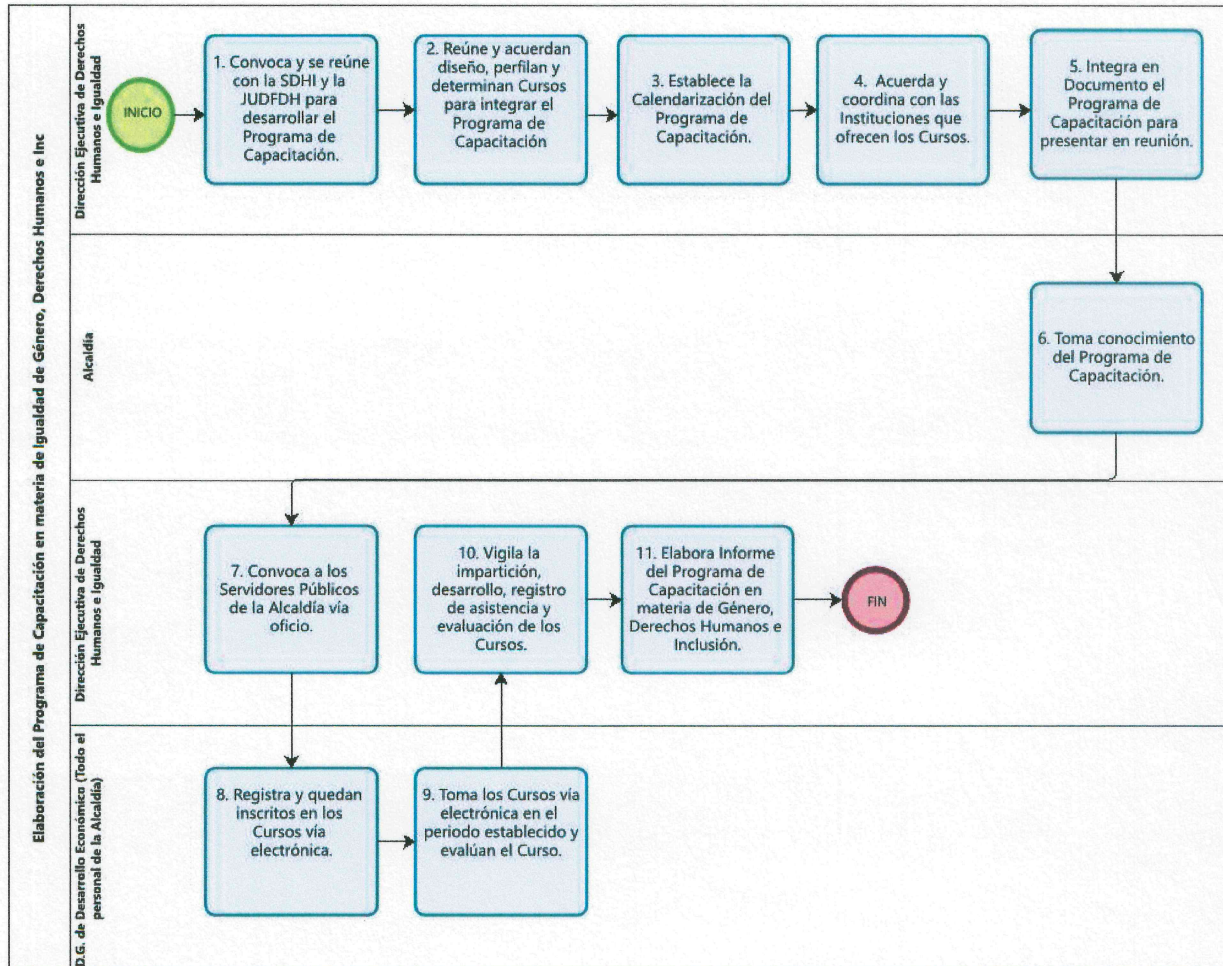 Elaboración del Programa de Capacitación en materia de Igualdad de Género, Derechos Humanos e Inc
Dirección Ejecutiva de Derechos
Humanos e Igualdad
INICIO
1. Convoca y se reúne
con la SDHI y la
JUDFDH para
desarrollar el
Programa de
Capacitación.
2. Reúne y acuerdan
diseño, perfilan y
determinan Cursos
para integrar el
Programa de
Capacitación
3. Establece la
Calendarización del
Programa de
Capacitación.
4. Acuerda y
coordina con las
Instituciones que
ofrecen los Cursos.
5. Integra en
Documento el
Programa de
Capacitación para
presentar en reunión.
Alcaldía
6. Toma conocimiento
del Programa de
Capacitación.
Dirección Ejecutiva de Derechos
Humanos e Igualdad
7. Convoca a los
Servidores Públicos
de la Alcaldía vía
oficio.
10. Vigila la
impartición,
desarrollo, registro
de asistencia y
evaluación de los
Cursos.
11. Elabora Informe
del Programa de
Capacitación en
materia de Género,
Derechos Humanos e
Inclusión.
FIN
D.G. de Desarrollo Económico (Todo el
personal de la Alcaldía)
8. Registra y quedan
inscritos en los
Cursos vía
electrónica.
9. Toma los Cursos vía
electrónica en el
periodo establecido y
evalúan el Curso.